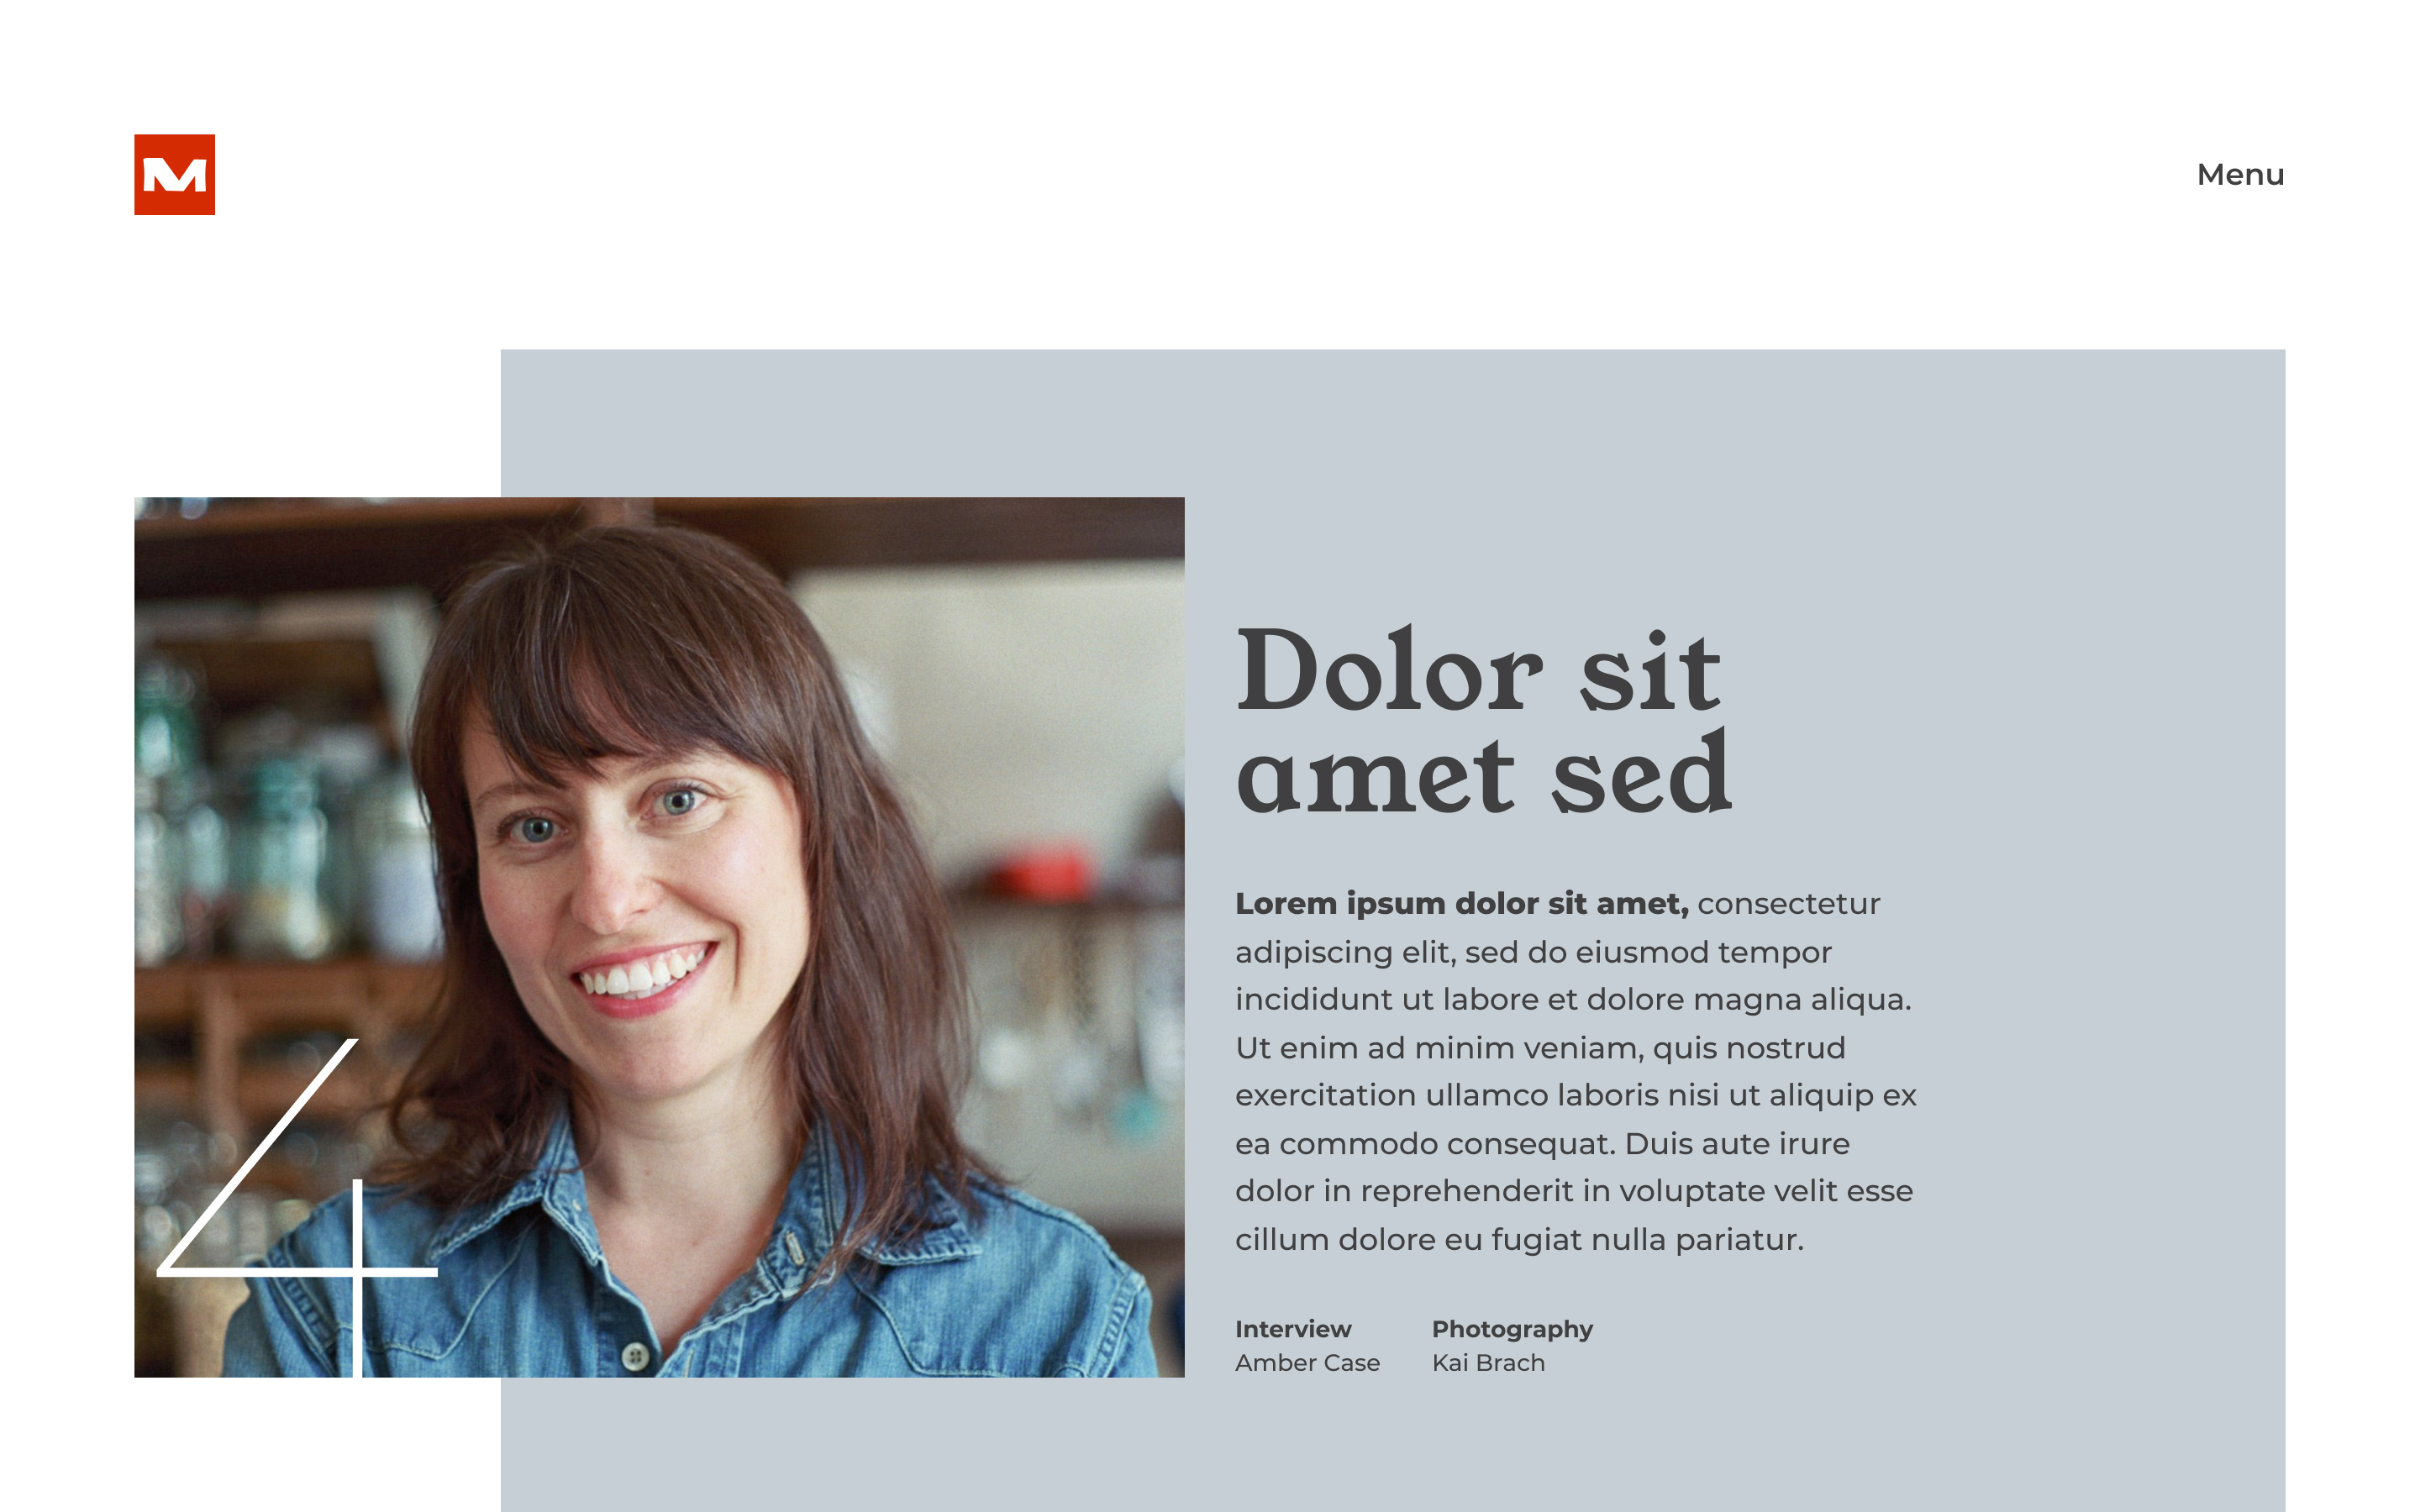 M
Menu
4
Dolor sit
amet sed
Lorem ipsum dolor sit amet, consectetur
adipiscing elit, sed do eiusmod tempor
incididunt ut labore et dolore magna aliqua.
Ut enim ad minim veniam, quis nostrud
exercitation ullamco laboris nisi ut aliquip ex
ea commodo consequat. Duis aute irure
dolor in reprehenderit in voluptate velit esse
cillum dolore eu fugiat nulla pariatur.
Interview Photography
Amber Case Kai Brach